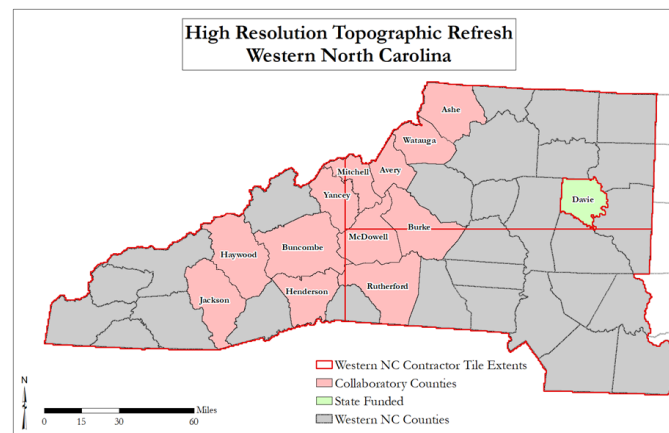 High Resolution Topographic Refresh
Western North Carolina
Ashe
Watauga
Mitchell
Avery
Yancey
Davie
Burke
McDowell
Buncombe
Haywood
Rutherford
Henderson
Jackson
Western NC Contractor Tile Extents
Collaboratory Counties
State Funded
Western NC Counties
N
Miles
0 15 30 60